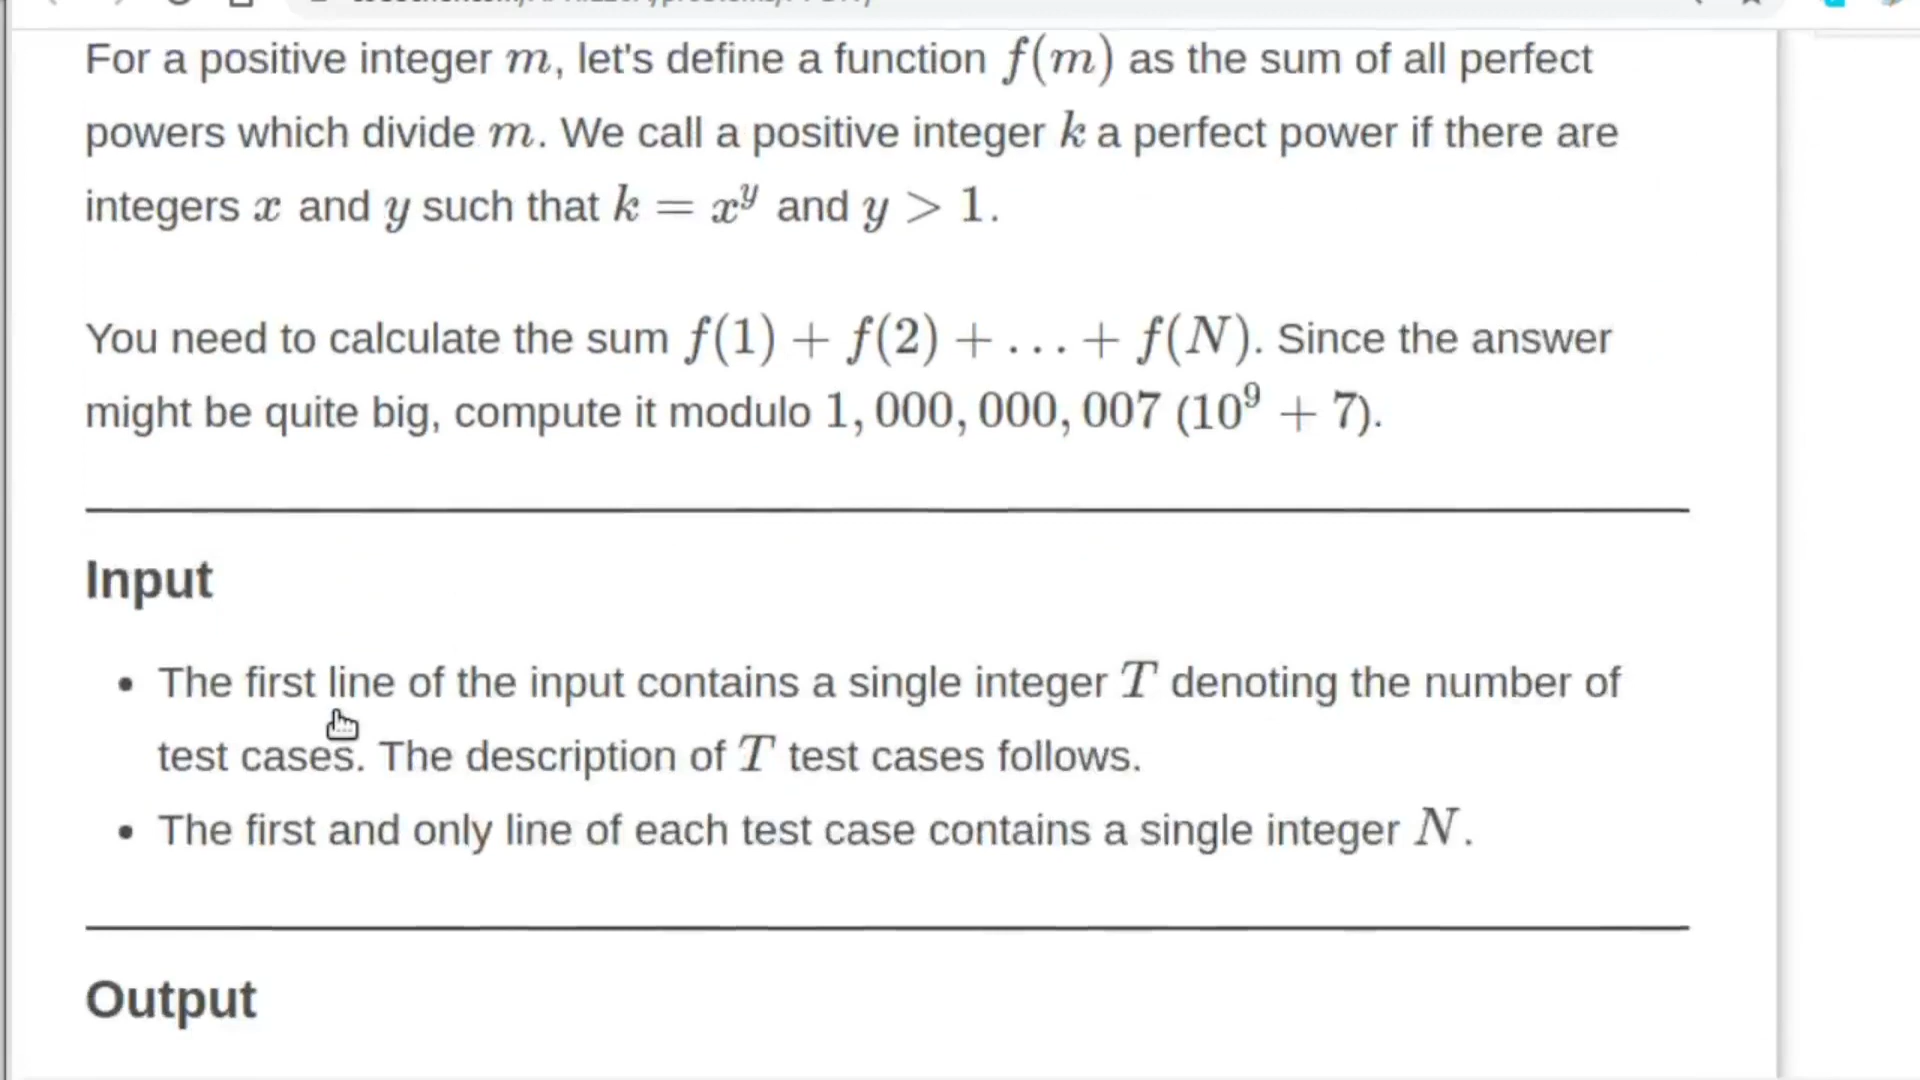 For a positive integer m, let's define a function f(m) as the sum of all perfect
powers which divide m. We call a positive integer k a perfect power if there are
integers x and y such that k = x^y and y > 1.
You need to calculate the sum f(1) + f(2) + ... + f(N). Since the answer
might be quite big, compute it modulo 1,000,000,007 (10^9 + 7).
Input
• The first line of the input contains a single integer T denoting the number of
test cases. The description of T test cases follows.
• The first and only line of each test case contains a single integer N.
Output